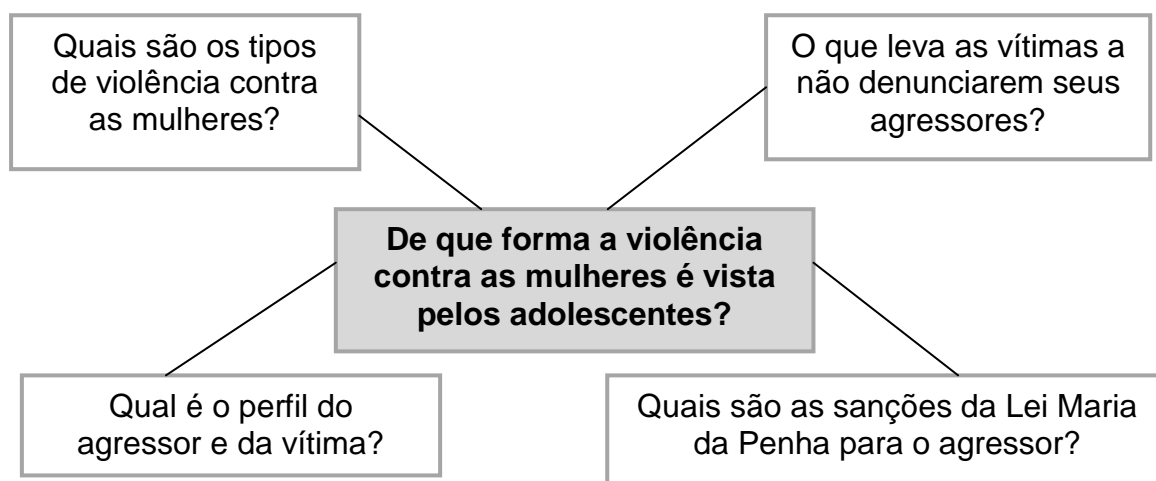 Quais são os tipos
de violência contra
as mulheres?
O que leva as vítimas a
não denunciarem seus
agressores?
De que forma a violência
contra as mulheres é vista
pelos adolescentes?
Qual é o perfil do
agressor e da vítima?
Quais são as sanções da Lei Maria
da Penha para o agressor?